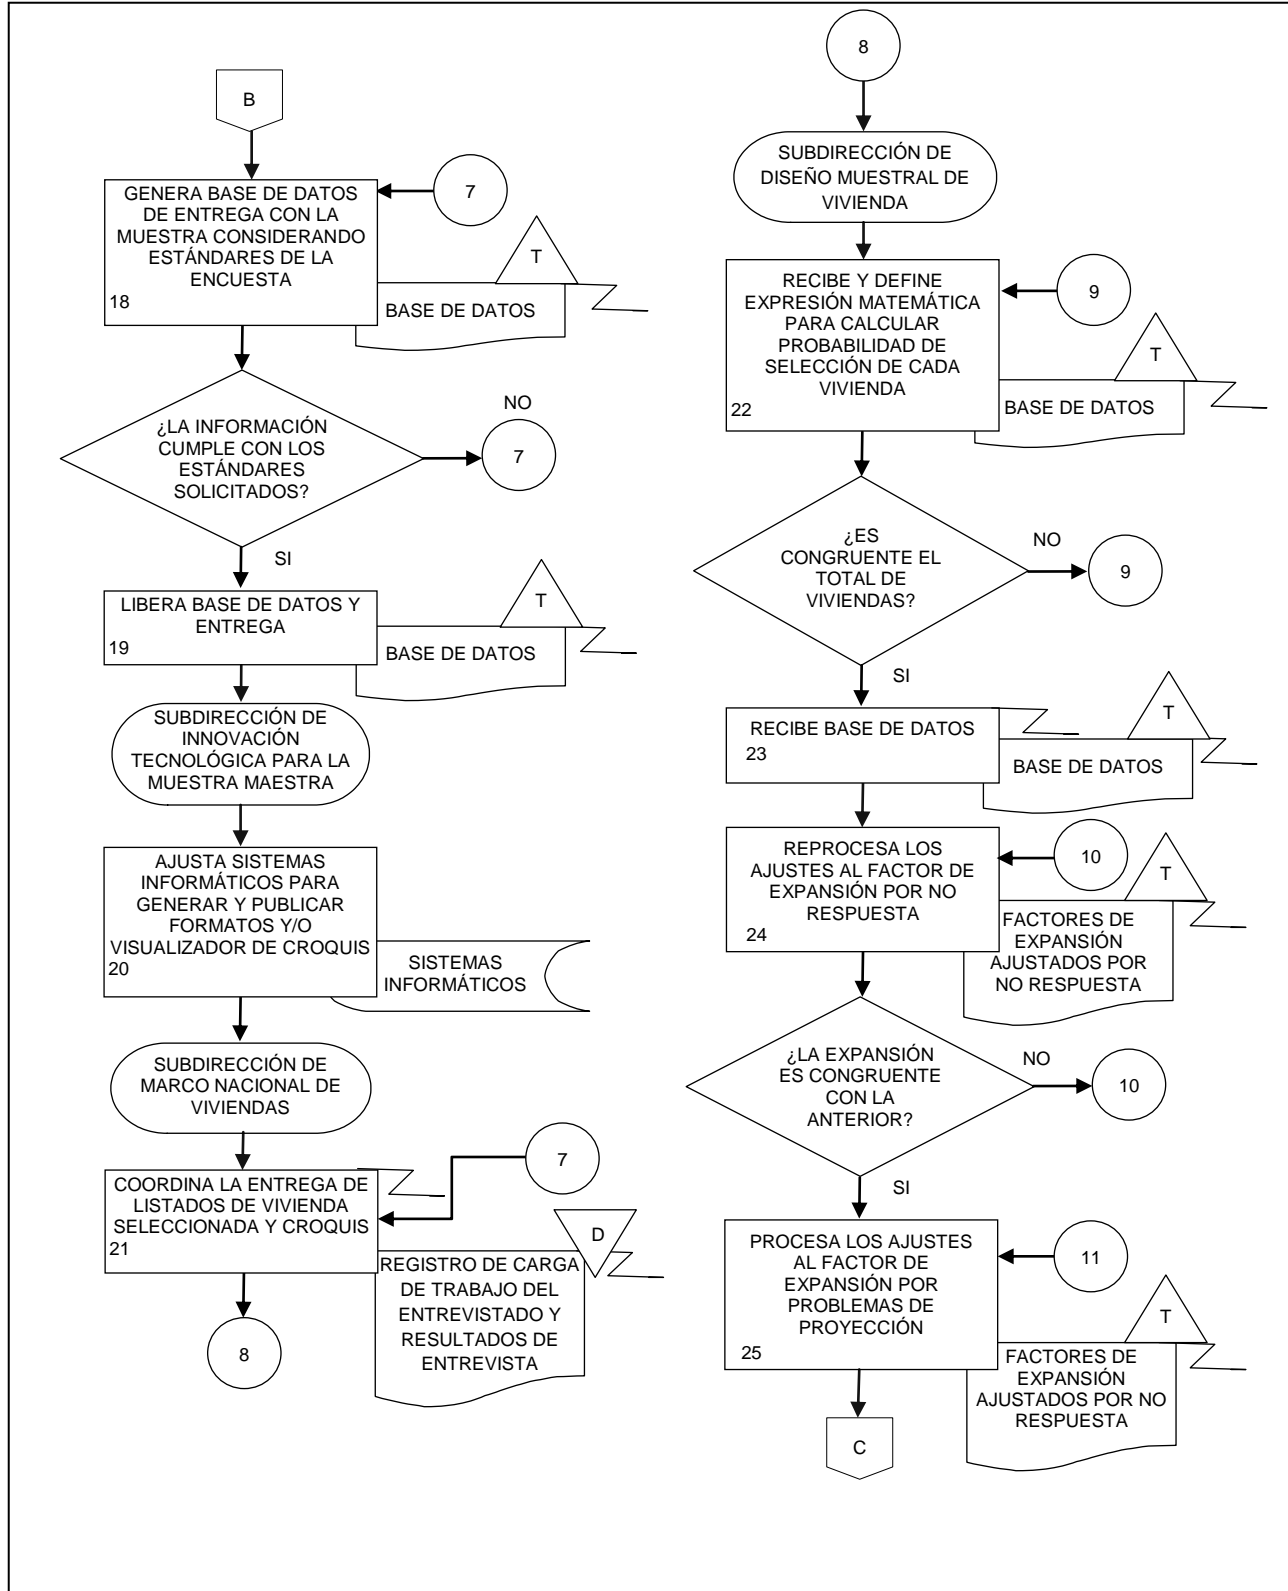 B
GENERA BASE DE DATOS
DE ENTREGA CON LA
MUESTRA CONSIDERANDO
ESTÁNDARES DE LA
ENCUESTA
18
7
T
BASE DE DATOS
¿LA INFORMACIÓN
CUMPLE CON LOS
ESTÁNDARES
SOLICITADOS?
NO
7
SI
LIBERA BASE DE DATOS Y
ENTREGA
19
T
BASE DE DATOS
SUBDIRECCIÓN DE
INNOVACIÓN
TECNOLÓGICA PARA LA
MUESTRA MAESTRA
AJUSTA SISTEMAS
INFORMÁTICOS PARA
GENERAR Y PUBLICAR
FORMATOS Y/O
VISUALIZADOR DE CROQUIS
20
SISTEMAS
INFORMÁTICOS
SUBDIRECCIÓN DE
MARCO NACIONAL DE
VIVIENDAS
7
COORDINA LA ENTREGA DE
LISTADOS DE VIVIENDA
SELECCIONADA Y CROQUIS
21
D
REGISTRO DE CARGA
DE TRABAJO DEL
ENTREVISTADO Y
RESULTADOS DE
ENTREVISTA
8
8
SUBDIRECCIÓN DE
DISEÑO MUESTRAL DE
VIVIENDA
RECIBE Y DEFINE
EXPRESIÓN MATEMÁTICA
PARA CALCULAR
PROBABILIDAD DE
SELECCIÓN DE CADA
VIVIENDA
22
9
T
BASE DE DATOS
¿ES
CONGRUENTE EL
TOTAL DE
VIVIENDAS?
NO
9
SI
RECIBE BASE DE DATOS
23
T
BASE DE DATOS
REPROCESA LOS
AJUSTES AL FACTOR DE
EXPANSIÓN POR NO
RESPUESTA
24
10
T
FACTORES DE
EXPANSIÓN
AJUSTADOS POR
NO RESPUESTA
¿LA EXPANSIÓN
ES CONGRUENTE
CON LA
ANTERIOR?
NO
10
SI
PROCESA LOS AJUSTES
AL FACTOR DE
EXPANSIÓN POR
PROBLEMAS DE
PROYECCIÓN
25
11
T
FACTORES DE
EXPANSIÓN
AJUSTADOS POR NO
RESPUESTA
C